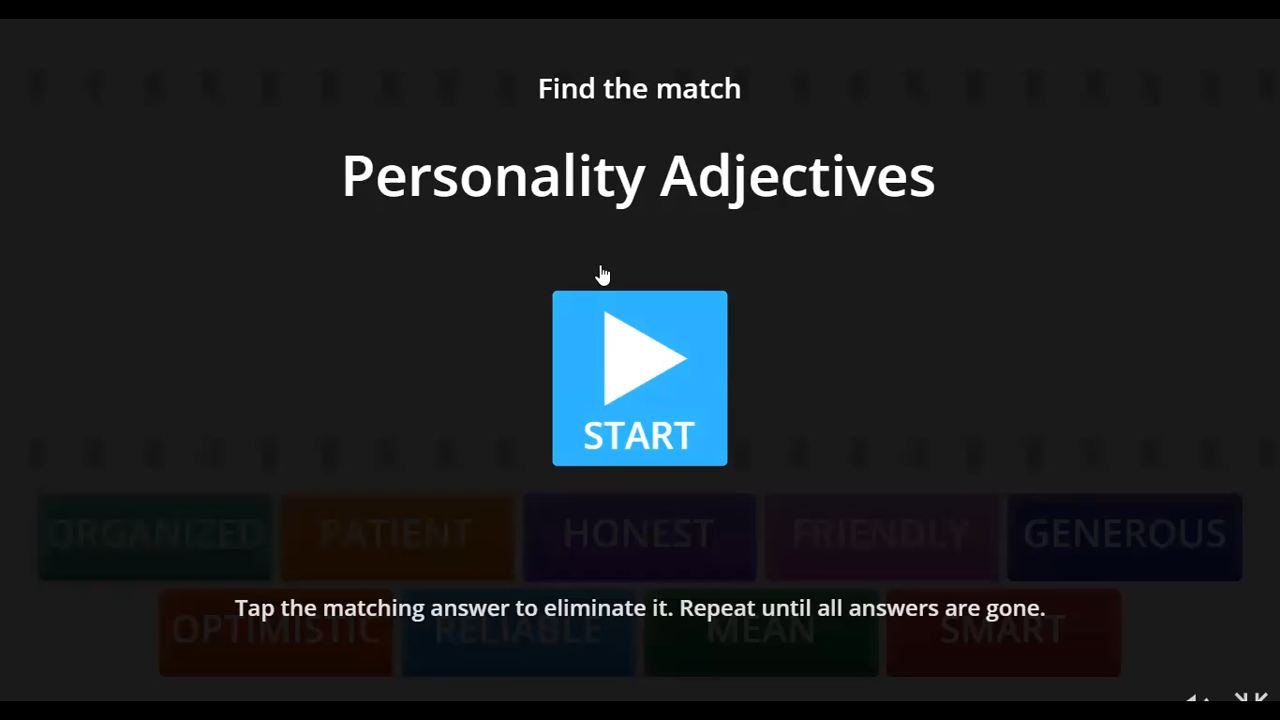 Find the match
Personality Adjectives
START
ORGANIZED PATIENT HONEST FRIENDLY GENEROUS
Tap the matching answer to eliminate it. Repeat until all answers are gone.
OPTIMISTIC RELIABLE MEAN SMART